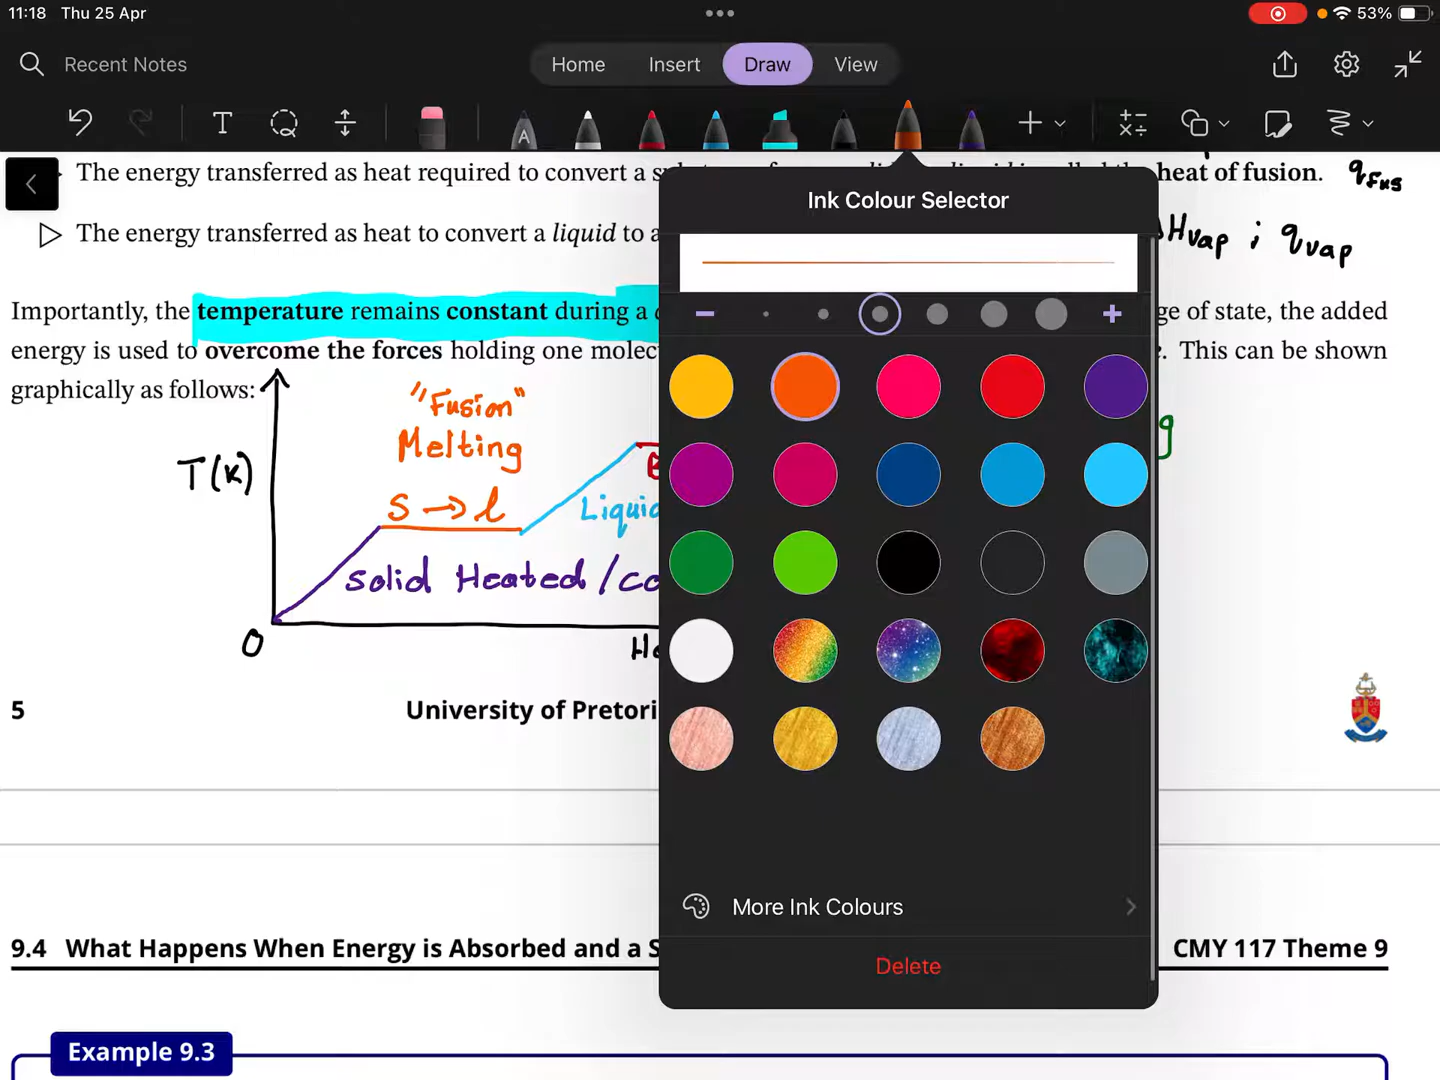 11:18 Thu 25 Apr
53%
Recent Notes
Home Insert Draw View
T
A
The energy transferred as heat required to convert a heat of fusion. qFus
The energy transferred as heat to convert a liquid to a Hvap ; qvap
Ink Colour Selector
Importantly, the temperature remains constant during a ge of state, the added
energy is used to overcome the forces holding one This can be shown
graphically as follows:
"Fusion"
Melting
T(K)
S → l
Solid Heated /
0
5
University of
More Ink Colours
Delete
9.4 What Happens When Energy is Absorbed and a CMY 117 Theme 9
Example 9.3